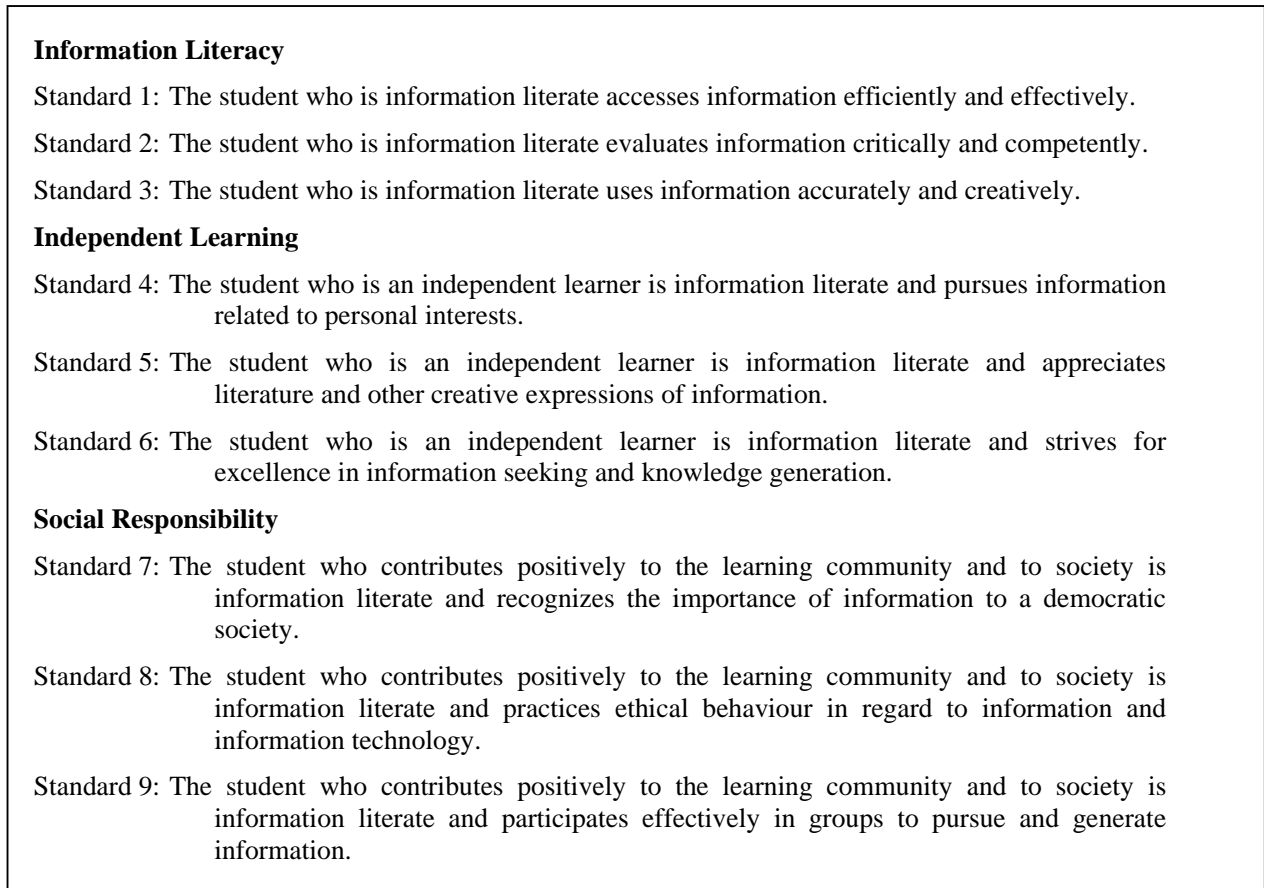 Information Literacy
Standard 1: The student who is information literate accesses information efficiently and effectively.
Standard 2: The student who is information literate evaluates information critically and competently.
Standard 3: The student who is information literate uses information accurately and creatively.
Independent Learning
Standard 4: The student who is an independent learner is information literate and pursues information
related to personal interests.
Standard 5: The student who is an independent learner is information literate and appreciates
literature and other creative expressions of information.
Standard 6: The student who is an independent learner is information literate and strives for
excellence in information seeking and knowledge generation.
Social Responsibility
Standard 7: The student who contributes positively to the learning community and to society is
information literate and recognizes the importance of information to a democratic
society.
Standard 8: The student who contributes positively to the learning community and to society is
information literate and practices ethical behaviour in regard to information and
information technology.
Standard 9: The student who contributes positively to the learning community and to society is
information literate and participates effectively in groups to pursue and generate
information.